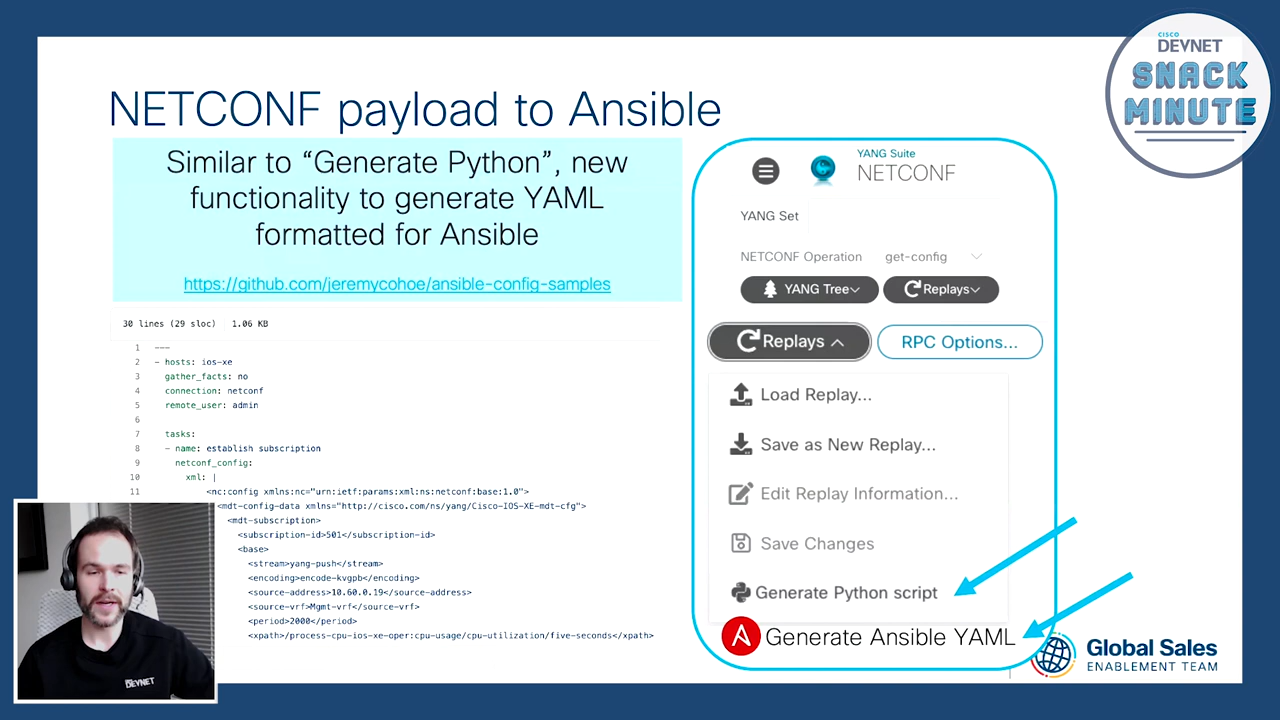 CISCO
DEVNET
SNACK
MINUTE
NETCONF payload to Ansible
Similar to “Generate Python”, new
functionality to generate YAML
formatted for Ansible
https://github.com/jeremycohoe/ansible-config-samples
30 lines (29 sloc) 1.06 KB
1 ---
2 - hosts: ios-xe
3 gather_facts: no
4 connection: netconf
5 remote_user: admin
6
7 tasks:
8 - name: establish subscription
9 netconf_config:
10 xml: |
11 <nc:config xmlns:nc="urn:ietf:params:xml:ns:netconf:base:1.0">
<mdt-config-data xmlns="http://cisco.com/ns/yang/Cisco-IOS-XE-mdt-cfg">
<mdt-subscription>
<subscription-id>501</subscription-id>
<base>
<stream>yang-push</stream>
<encoding>encode-kvgpb</encoding>
<source-address>10.60.0.19</source-address>
<source-vrf>Mgmt-vrf</source-vrf>
<period>2000</period>
<xpath>/process-cpu-ios-xe-oper:cpu-usage/cpu-utilization/five-seconds</xpath>
YANG Suite
NETCONF
YANG Set
NETCONF Operation get-config
YANG Tree Replays
Replays RPC Options...
Load Replay...
Save as New Replay...
Edit Replay Information...
Save Changes
Generate Python script
A Generate Ansible YAML
DEVNET
Global Sales
ENABLEMENT TEAM